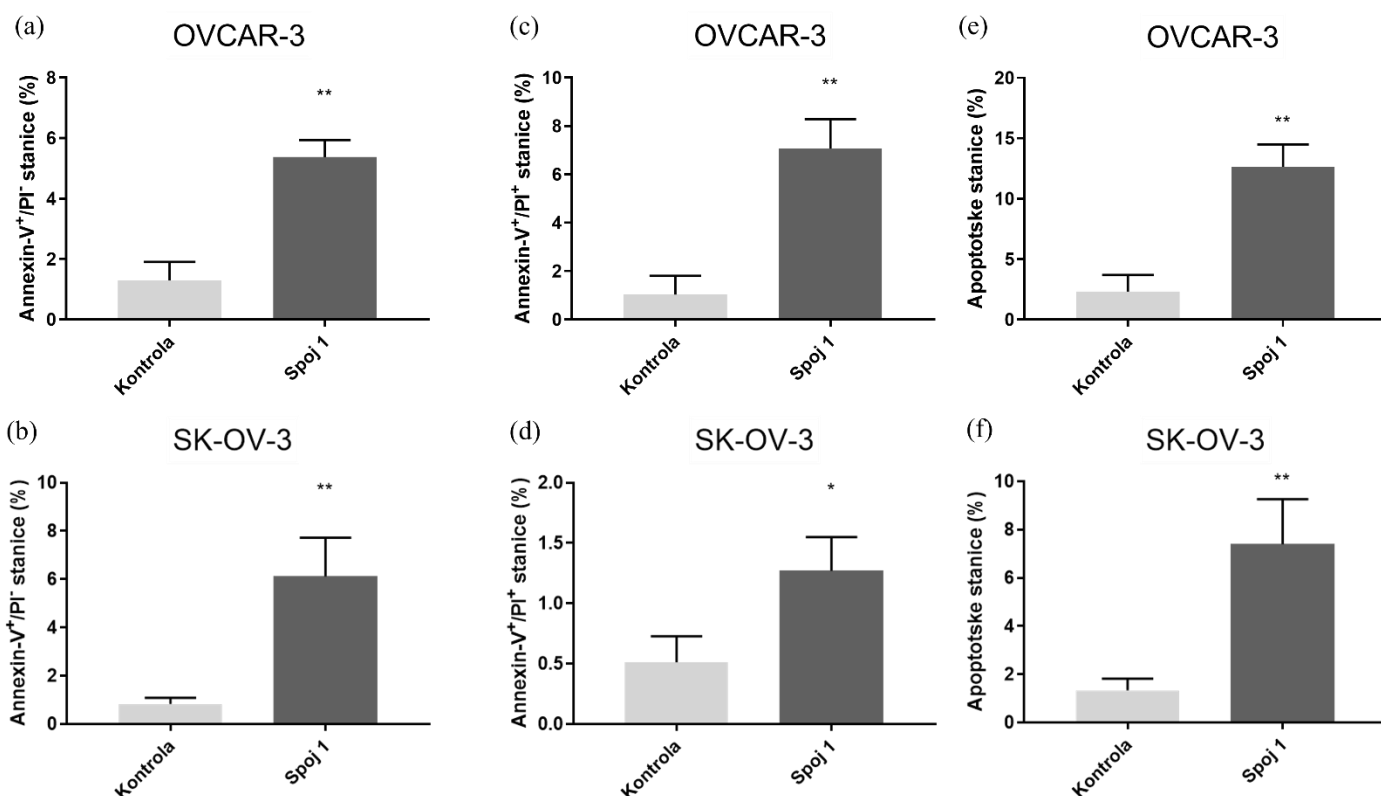 (a)
OVCAR-3
Annexin-V⁺/PI⁻ stanice (%)
8
6
4
2
0
**
Kontrola
Spoj 1
(c)
OVCAR-3
Annexin-V⁺/PI⁺ stanice (%)
10
8
6
4
2
0
**
Kontrola
Spoj 1
(e)
OVCAR-3
Apoptotske stanice (%)
20
15
10
5
0
**
Kontrola
Spoj 1
(b)
SK-OV-3
Annexin-V⁺/PI⁻ stanice (%)
10
8
6
4
2
0
**
Kontrola
Spoj 1
(d)
SK-OV-3
Annexin-V⁺/PI⁺ stanice (%)
2.0
1.5
1.0
0.5
0.0
*
Kontrola
Spoj 1
(f)
SK-OV-3
Apoptotske stanice (%)
10
8
6
4
2
0
**
Kontrola
Spoj 1